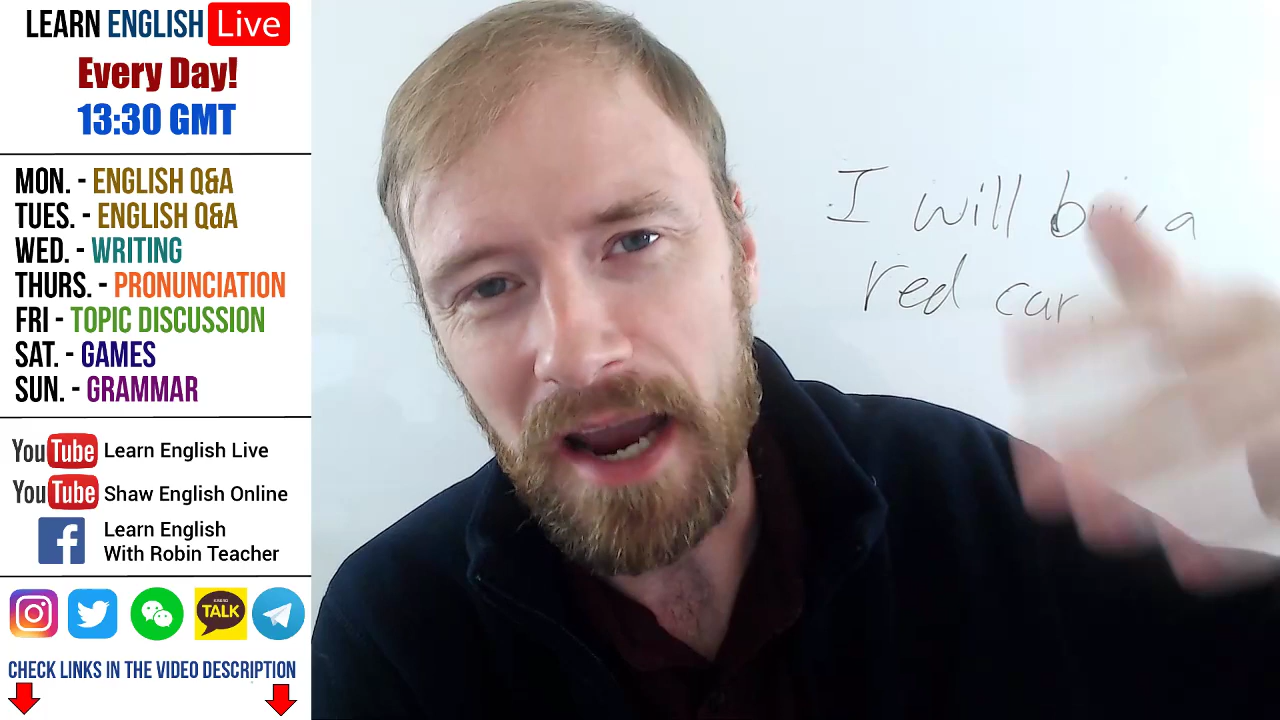 LEARN ENGLISH Live
Every Day!
13:30 GMT
MON. - ENGLISH Q&A
TUES. - ENGLISH Q&A
WED. - WRITING
THURS. - PRONUNCIATION
FRI - TOPIC DISCUSSION
SAT. - GAMES
SUN. - GRAMMAR
YouTube Learn English Live
YouTube Shaw English Online
Learn English
With Robin Teacher
TALK
CHECK LINKS IN THE VIDEO DESCRIPTION
I will a
red car.